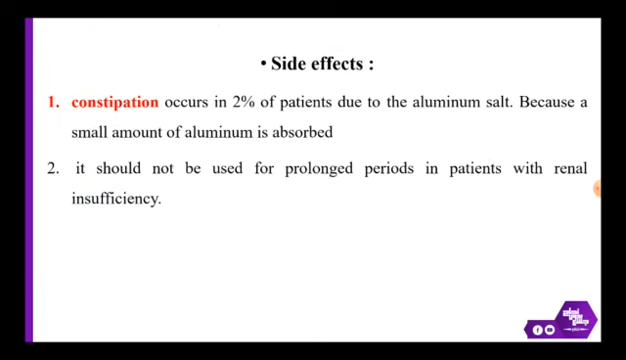 • Side effects :
1. constipation occurs in 2% of patients due to the aluminum salt. Because a
small amount of aluminum is absorbed
2. it should not be used for prolonged periods in patients with renal
insufficiency.